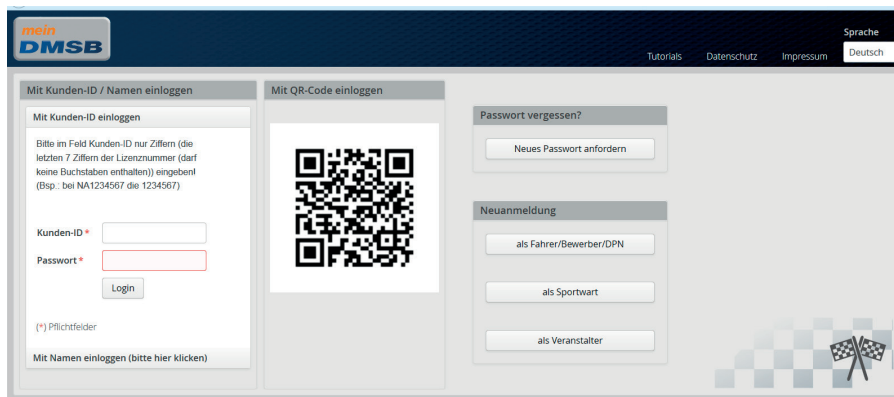 mein
DMSB
Sprache
Tutorials Datenschutz Impressum Deutsch
Mit Kunden-ID / Namen einloggen
Mit Kunden-ID einloggen
Bitte im Feld Kunden-ID nur Ziffern (die
letzten 7 Ziffern der Lizenznummer (darf
keine Buchstaben enthalten)) eingeben!
(Bsp.: bei NA1234567 die 1234567)
Kunden-ID *
Passwort *
Login
(*) Pflichtfelder
Mit Namen einloggen (bitte hier klicken)
Mit QR-Code einloggen
Passwort vergessen?
Neues Passwort anfordern
Neuanmeldung
als Fahrer/Bewerber/DPN
als Sportwart
als Veranstalter